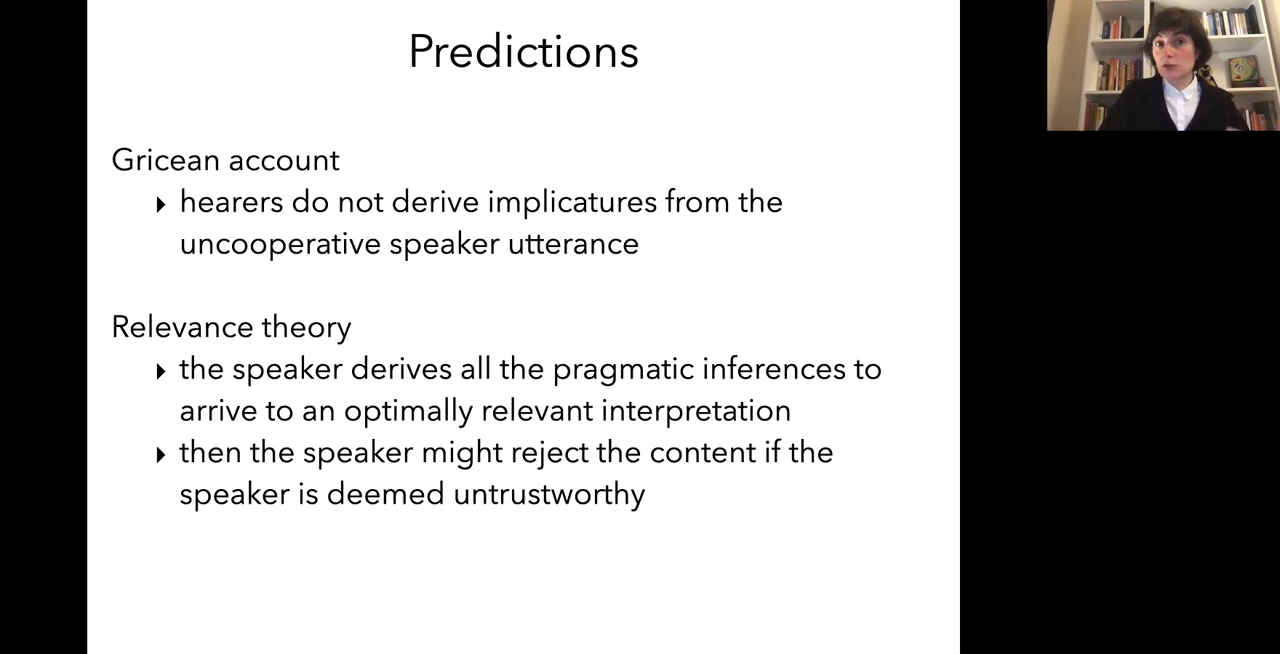 Predictions
Gricean account
‣ hearers do not derive implicatures from the
uncooperative speaker utterance
Relevance theory
‣ the speaker derives all the pragmatic inferences to
arrive to an optimally relevant interpretation
‣ then the speaker might reject the content if the
speaker is deemed untrustworthy